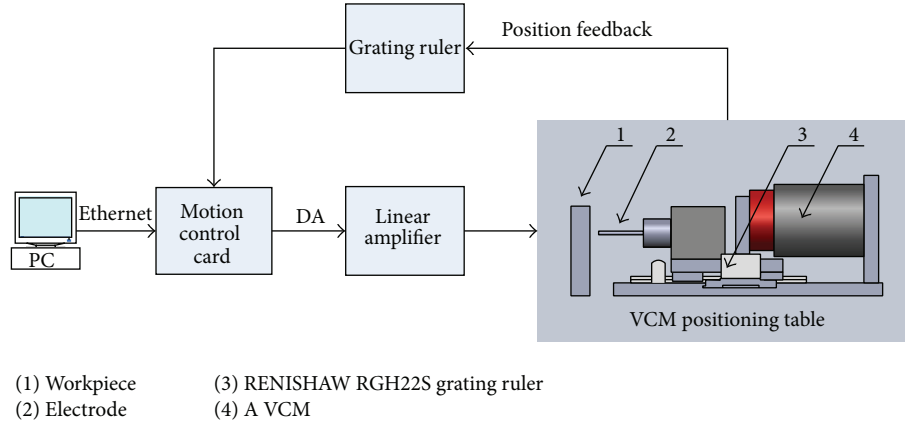 Grating ruler
Position feedback
1
2
3
4
Ethernet
PC
Motion
control
card
DA
Linear
amplifier
VCM positioning table
(1) Workpiece
(2) Electrode
(3) RENISHAW RGH22S grating ruler
(4) A VCM